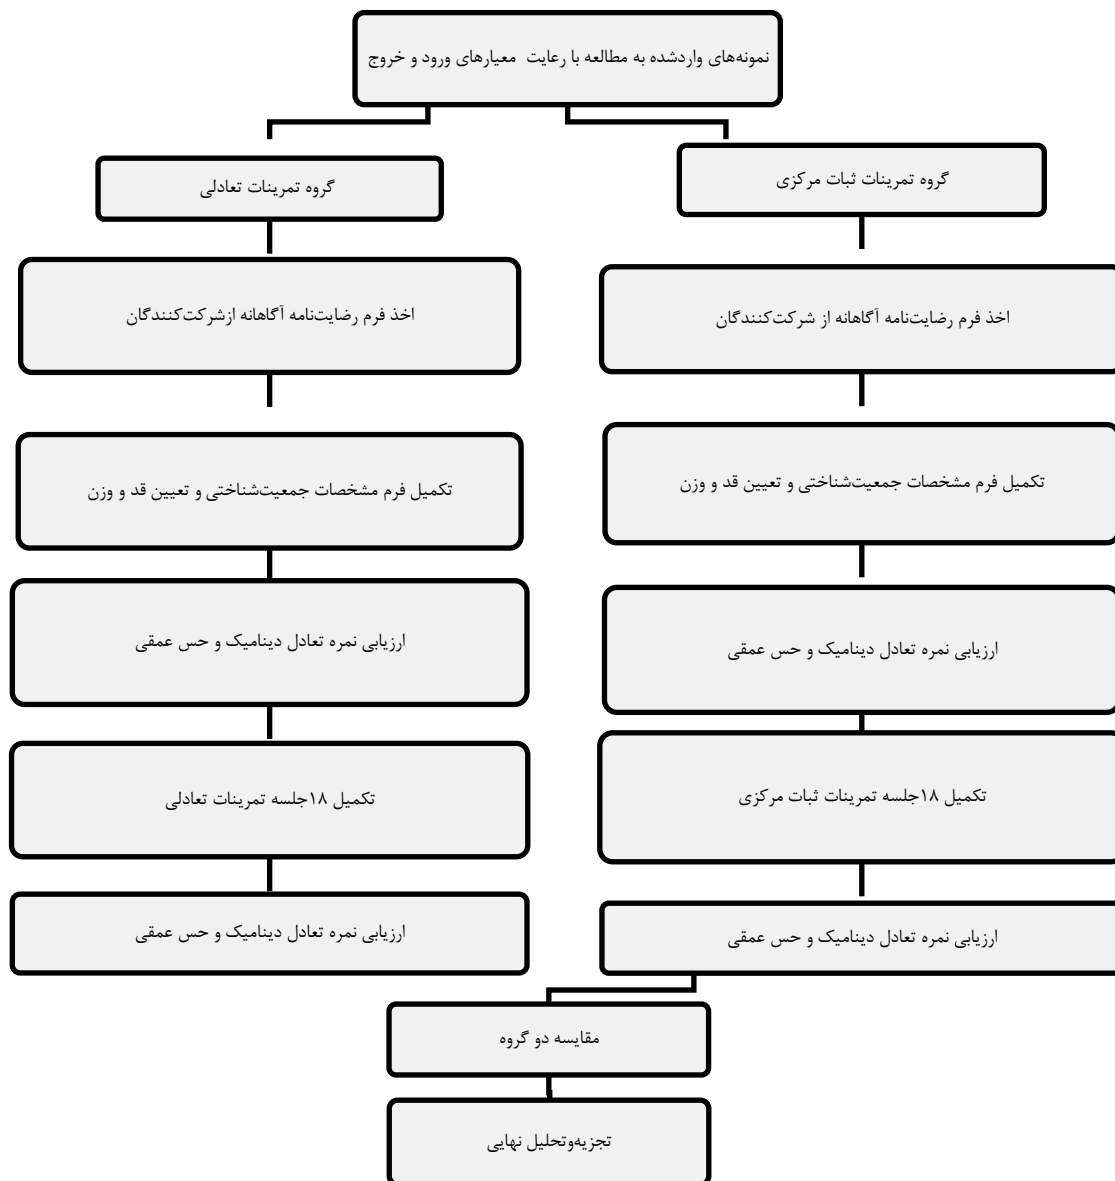 نمونه‌های واردشده به مطالعه با رعایت معیارهای ورود و خروج
گروه تمرینات ثبات مرکزی
گروه تمرینات تعادلی
اخذ فرم رضایت‌نامه آگاهانه از شرکت‌کنندگان
اخذ فرم رضایت‌نامه آگاهانه ازشرکت‌کنندگان
تکمیل فرم مشخصات جمعیت‌شناختی و تعیین قد و وزن
تکمیل فرم مشخصات جمعیت‌شناختی و تعیین قد و وزن
ارزیابی نمره تعادل دینامیک و حس عمقی
ارزیابی نمره تعادل دینامیک و حس عمقی
تکمیل ۱۸جلسه تمرینات ثبات مرکزی
تکمیل ۱۸جلسه تمرینات تعادلی
ارزیابی نمره تعادل دینامیک و حس عمقی
ارزیابی نمره تعادل دینامیک و حس عمقی
مقایسه دو گروه
تجزیه‌وتحلیل نهایی